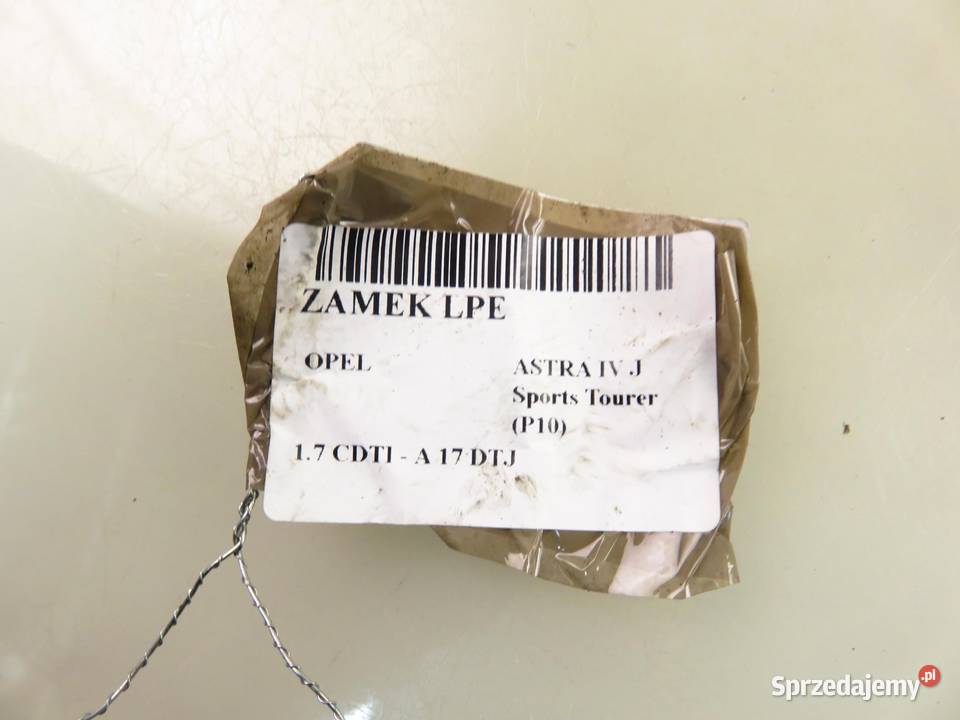 ZAMEK LPE
OPEL
ASTRA IV J
Sports Tourer
(P10)
1.7 CDTI - A 17 DTJ
Sprzedajemy.pl